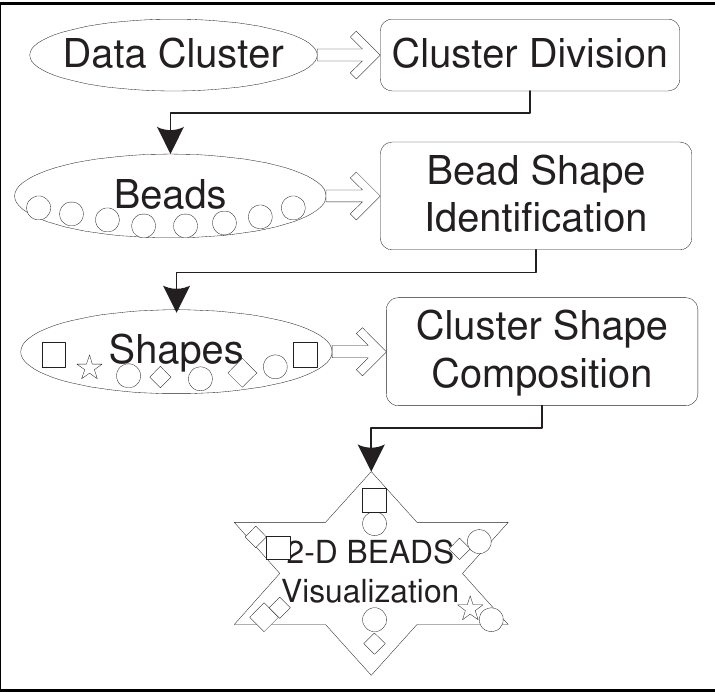 Data Cluster
Cluster Division
Beads
Bead Shape
Identification
Shapes
Cluster Shape
Composition
2-D BEADS
Visualization